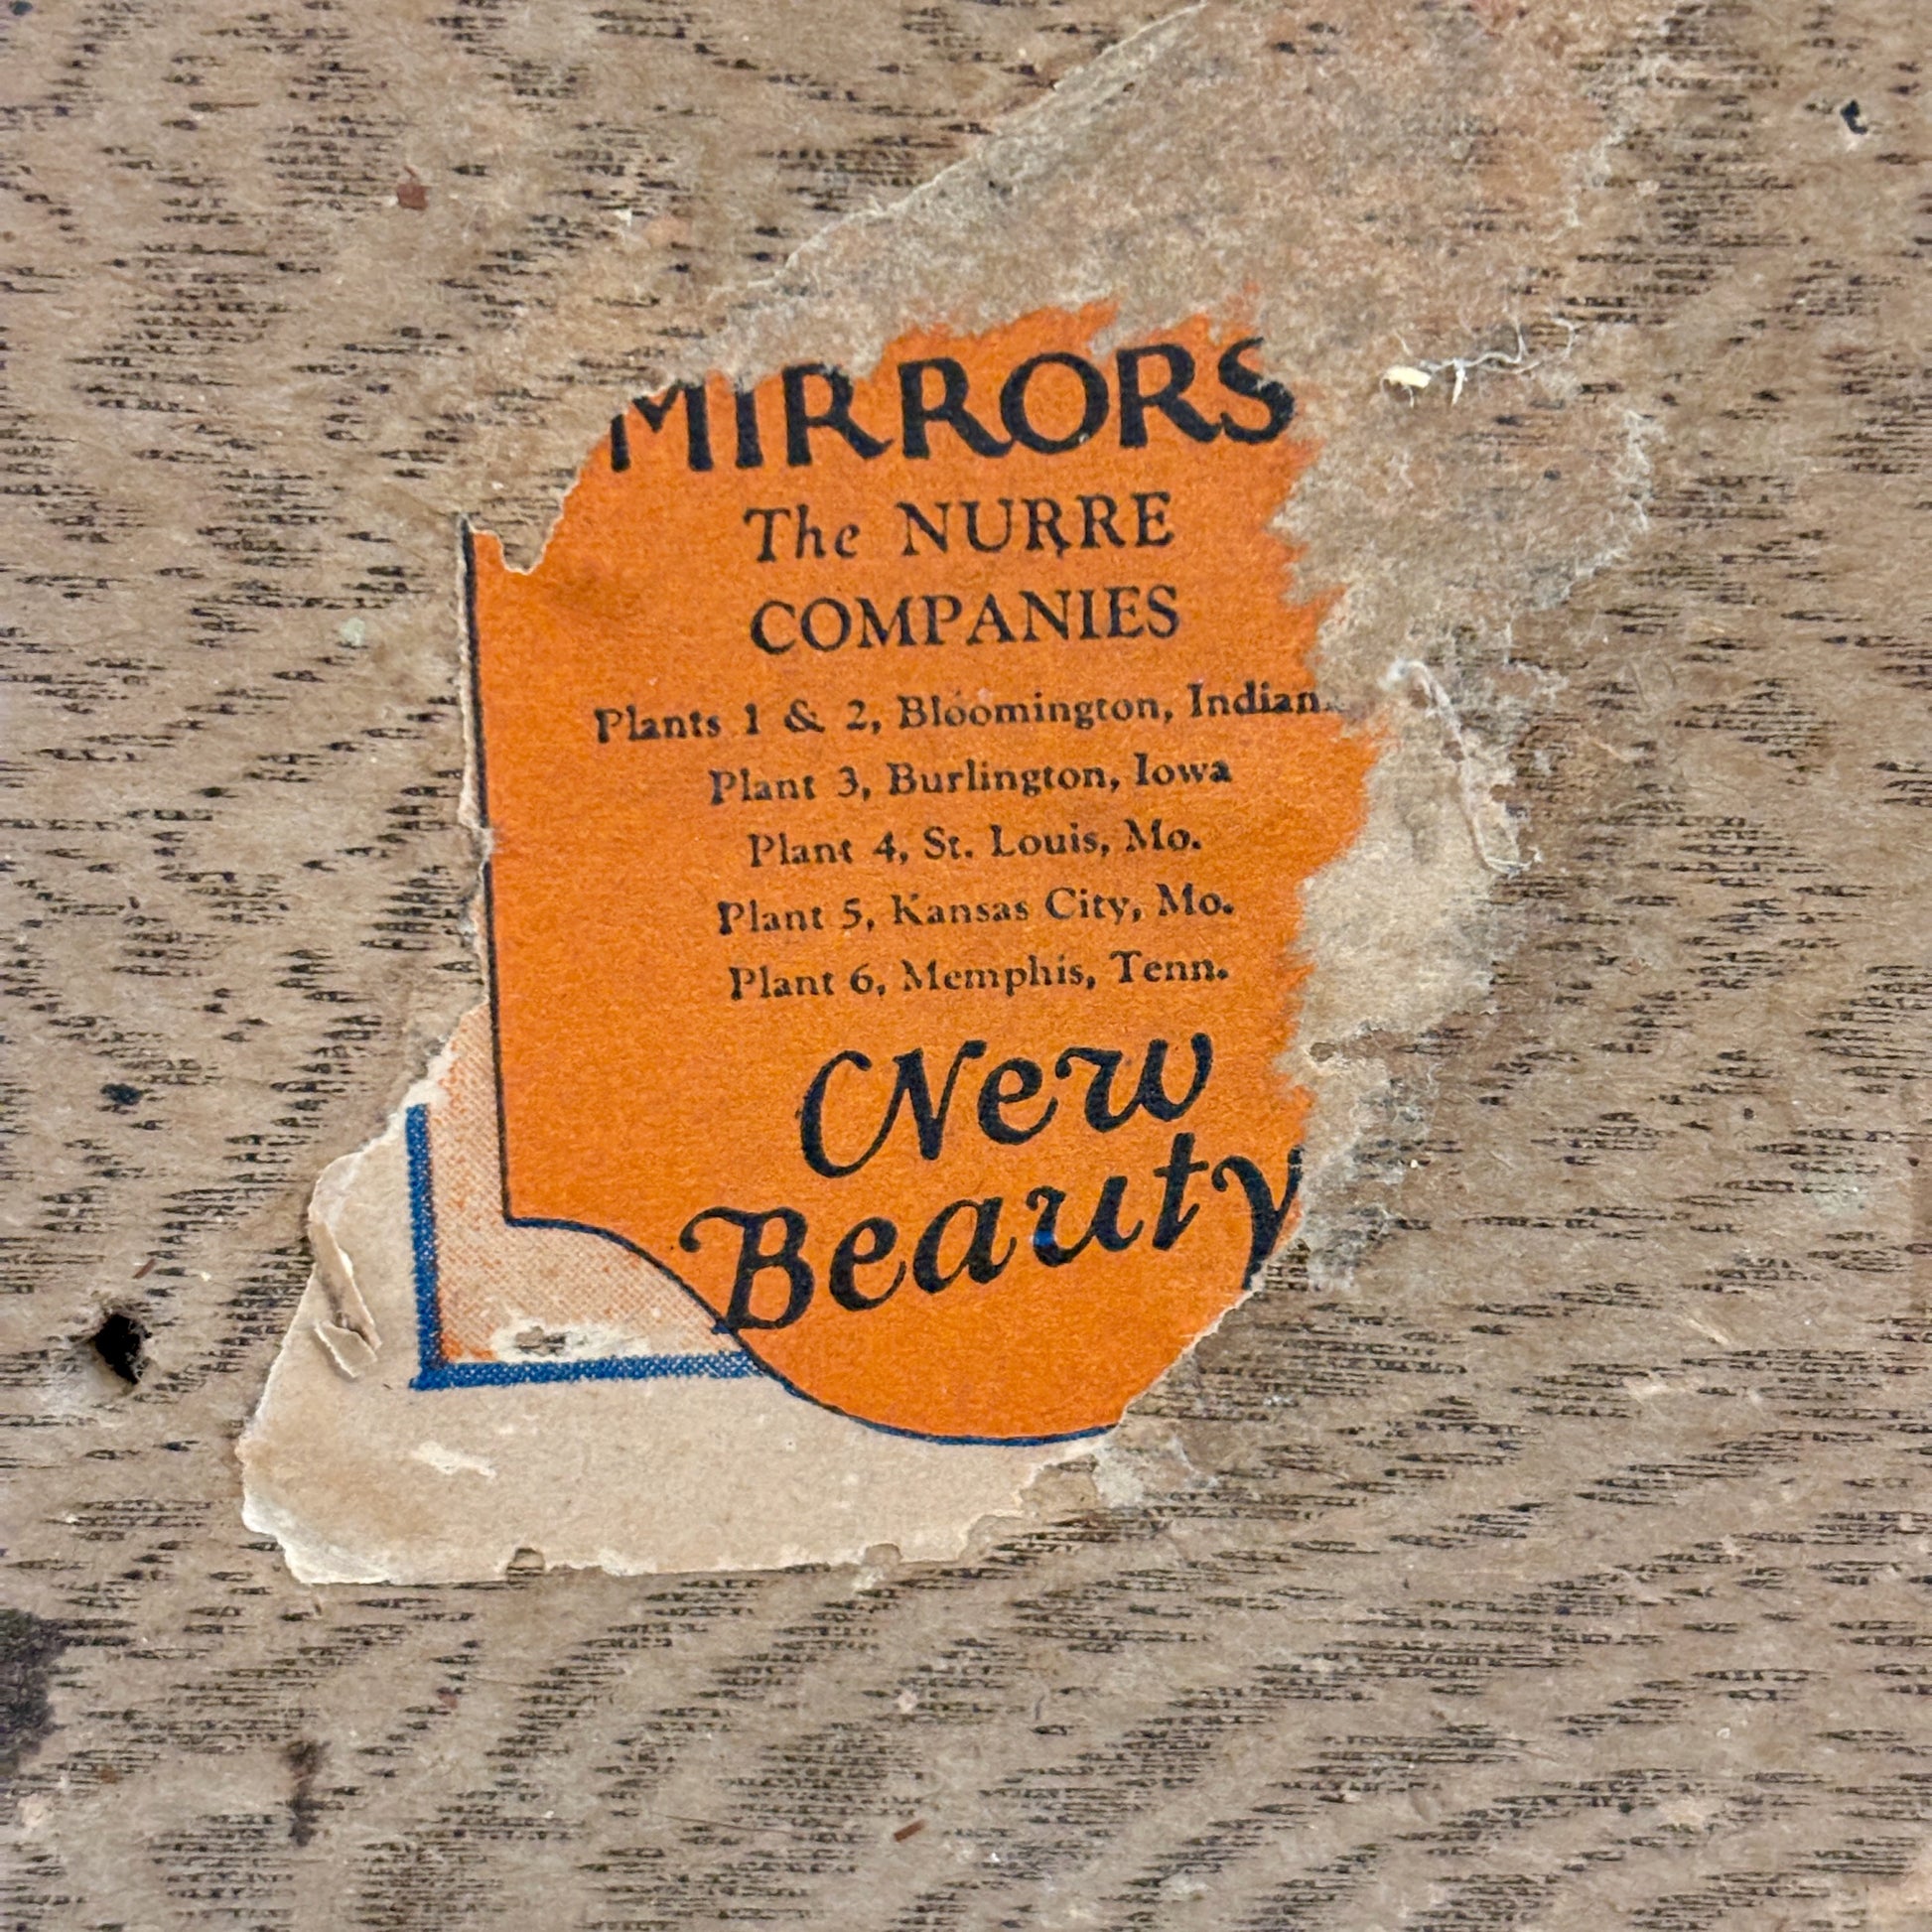 MIRRORS
The NURRE
COMPANIES
Plants 1 & 2, Bloomington, Indian
Plant 3, Burlington, Iowa
Plant 4, St. Louis, Mo.
Plant 5, Kansas City, Mo.
Plant 6, Memphis, Tenn.
New
Beauty